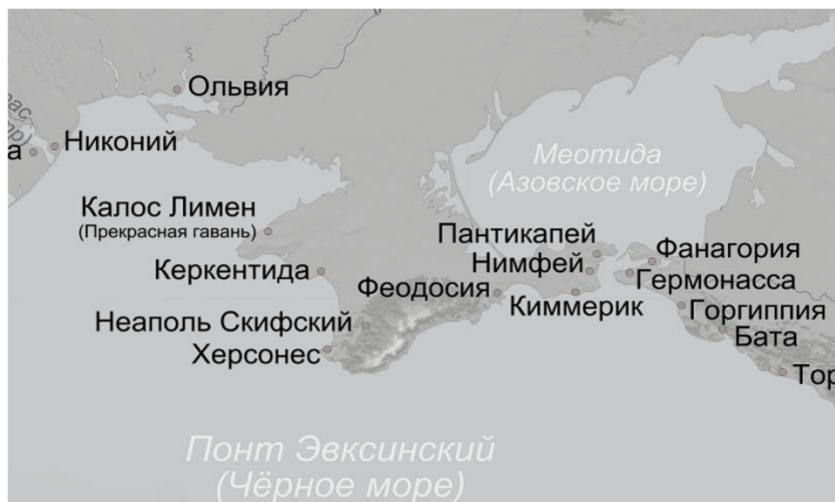 Ольвия
Никоний
а
Меотида
(Азовское море)
Калос Лимен
(Прекрасная гавань)
Пантикапей
Фанагория
Нимфей
Керкентида
Гермонасса
Феодосия
Киммерик
Горгиппия
Неаполь Скифский
Бата
Херсонес
Тор
Понт Эвксинский
(Чёрное море)